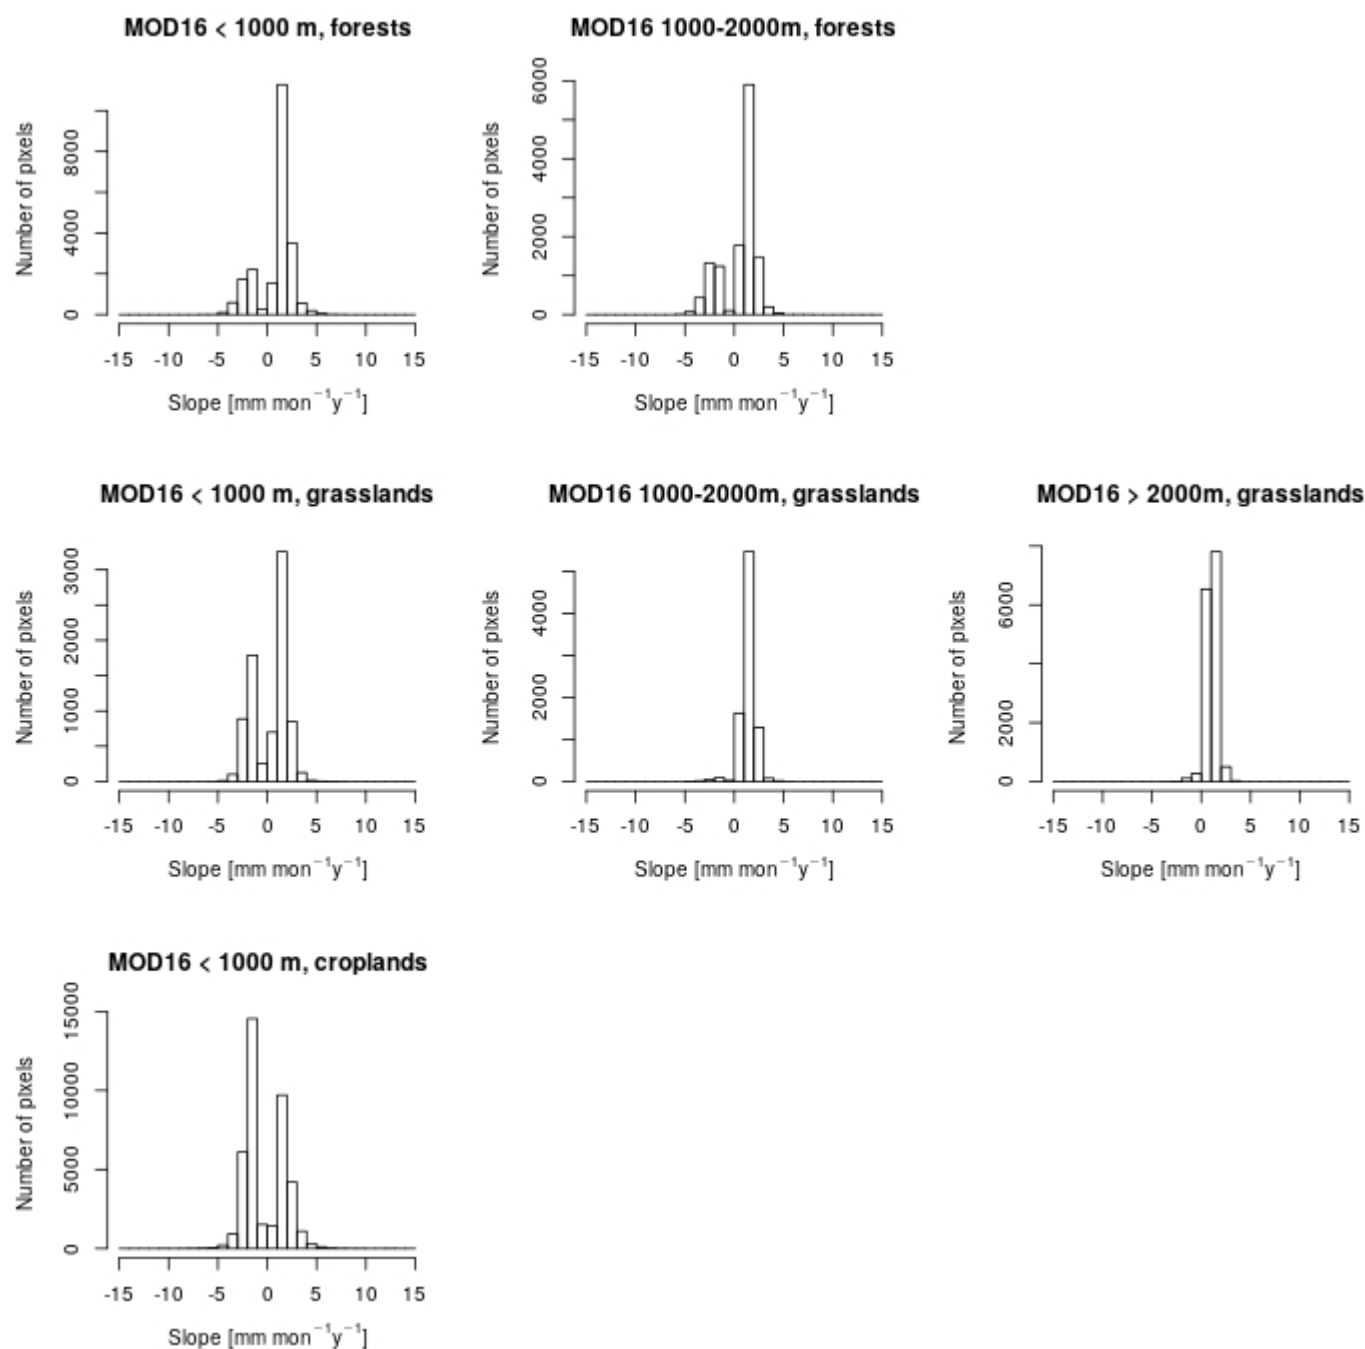 MOD16 < 1000 m, forests
Number of pixels
0 4000 8000
-15 -10 -5 0 5 10 15
Slope [mm mon⁻¹y⁻¹]
MOD16 1000-2000m, forests
Number of pixels
0 2000 4000 6000
-15 -10 -5 0 5 10 15
Slope [mm mon⁻¹y⁻¹]
MOD16 < 1000 m, grasslands
Number of pixels
0 1000 2000 3000
-15 -10 -5 0 5 10 15
Slope [mm mon⁻¹y⁻¹]
MOD16 1000-2000m, grasslands
Number of pixels
0 2000 4000
-15 -10 -5 0 5 10 15
Slope [mm mon⁻¹y⁻¹]
MOD16 > 2000m, grasslands
Number of pixels
0 2000 6000
-15 -10 -5 0 5 10 15
Slope [mm mon⁻¹y⁻¹]
MOD16 < 1000 m, croplands
Number of pixels
0 5000 10000 15000
-15 -10 -5 0 5 10 15
Slope [mm mon⁻¹y⁻¹]